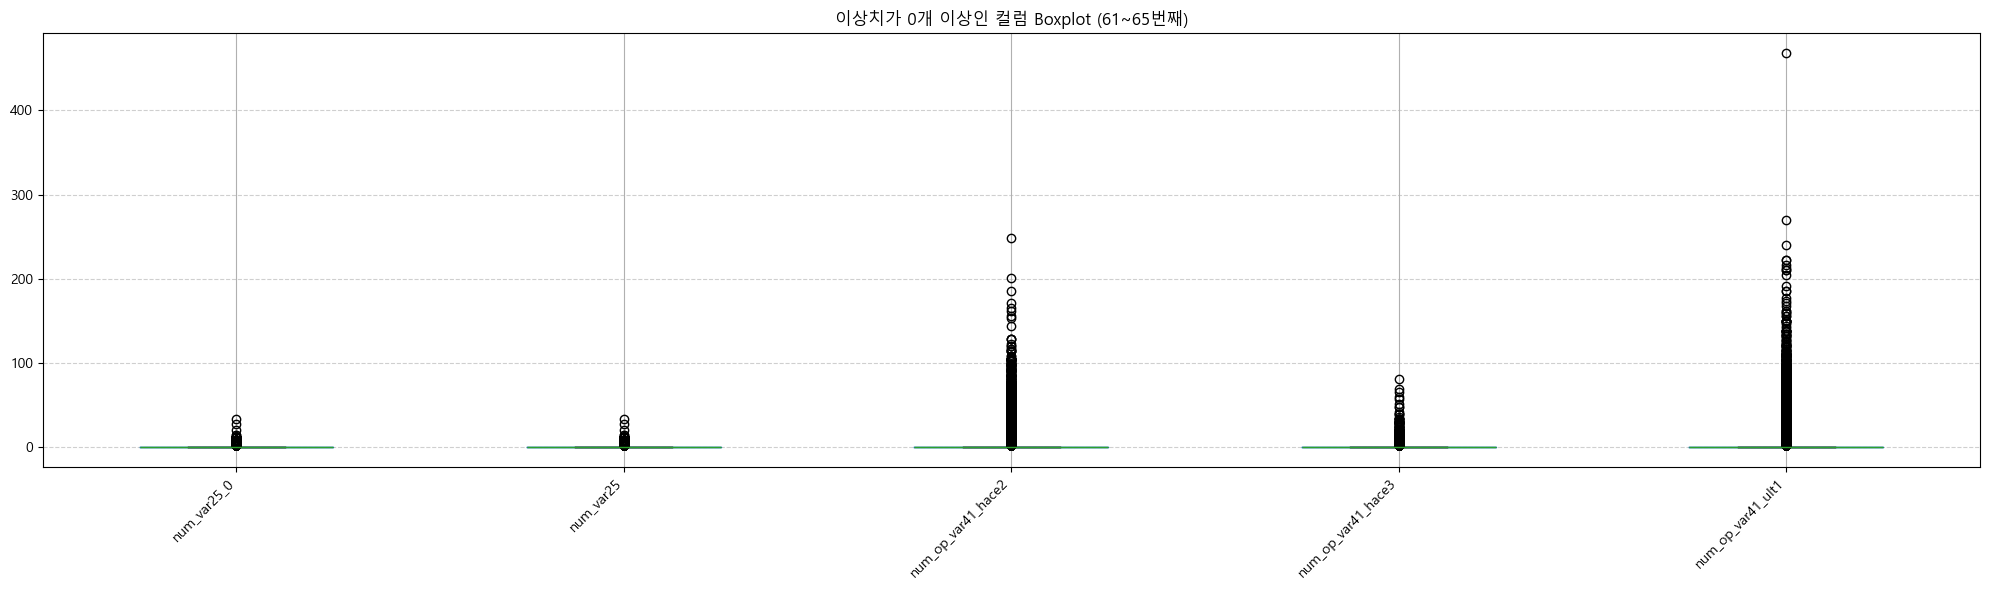 이상치가 0개 이상인 컬럼 Boxplot (61~65번째)
400
300
200
100
0
num_var25_0
num_var25
num_op_var41_hace2
num_op_var41_hace3
num_op_var41_ult1